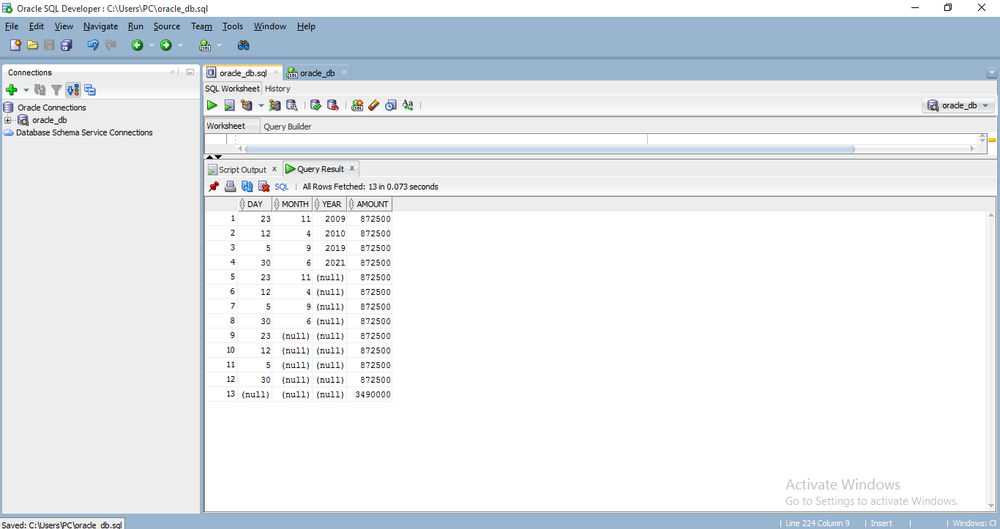 Oracle SQL Developer : C:\Users\PC\oracle_db.sql
File Edit View Navigate Run Source Team Tools Window Help
Connections
oracle_db.sql oracle_db
SQL Worksheet History
Oracle Connections
oracle_db
Database Schema Service Connections
oracle_db
Worksheet Query Builder
Script Output Query Result
SQL All Rows Fetched: 13 in 0.073 seconds
DAY MONTH YEAR AMOUNT
1 23 11 2009 872500
2 12 4 2010 872500
3 5 9 2019 872500
4 30 6 2021 872500
5 23 11 (null) 872500
6 12 4 (null) 872500
7 5 9 (null) 872500
8 30 6 (null) 872500
9 23 (null) (null) 872500
10 12 (null) (null) 872500
11 5 (null) (null) 872500
12 30 (null) (null) 872500
13 (null) (null) (null) 3490000
Activate Windows
Go to Settings to activate Windows.
Saved: C:\Users\PC\oracle_db.sql
Line 224 Column 9 Insert Windows: